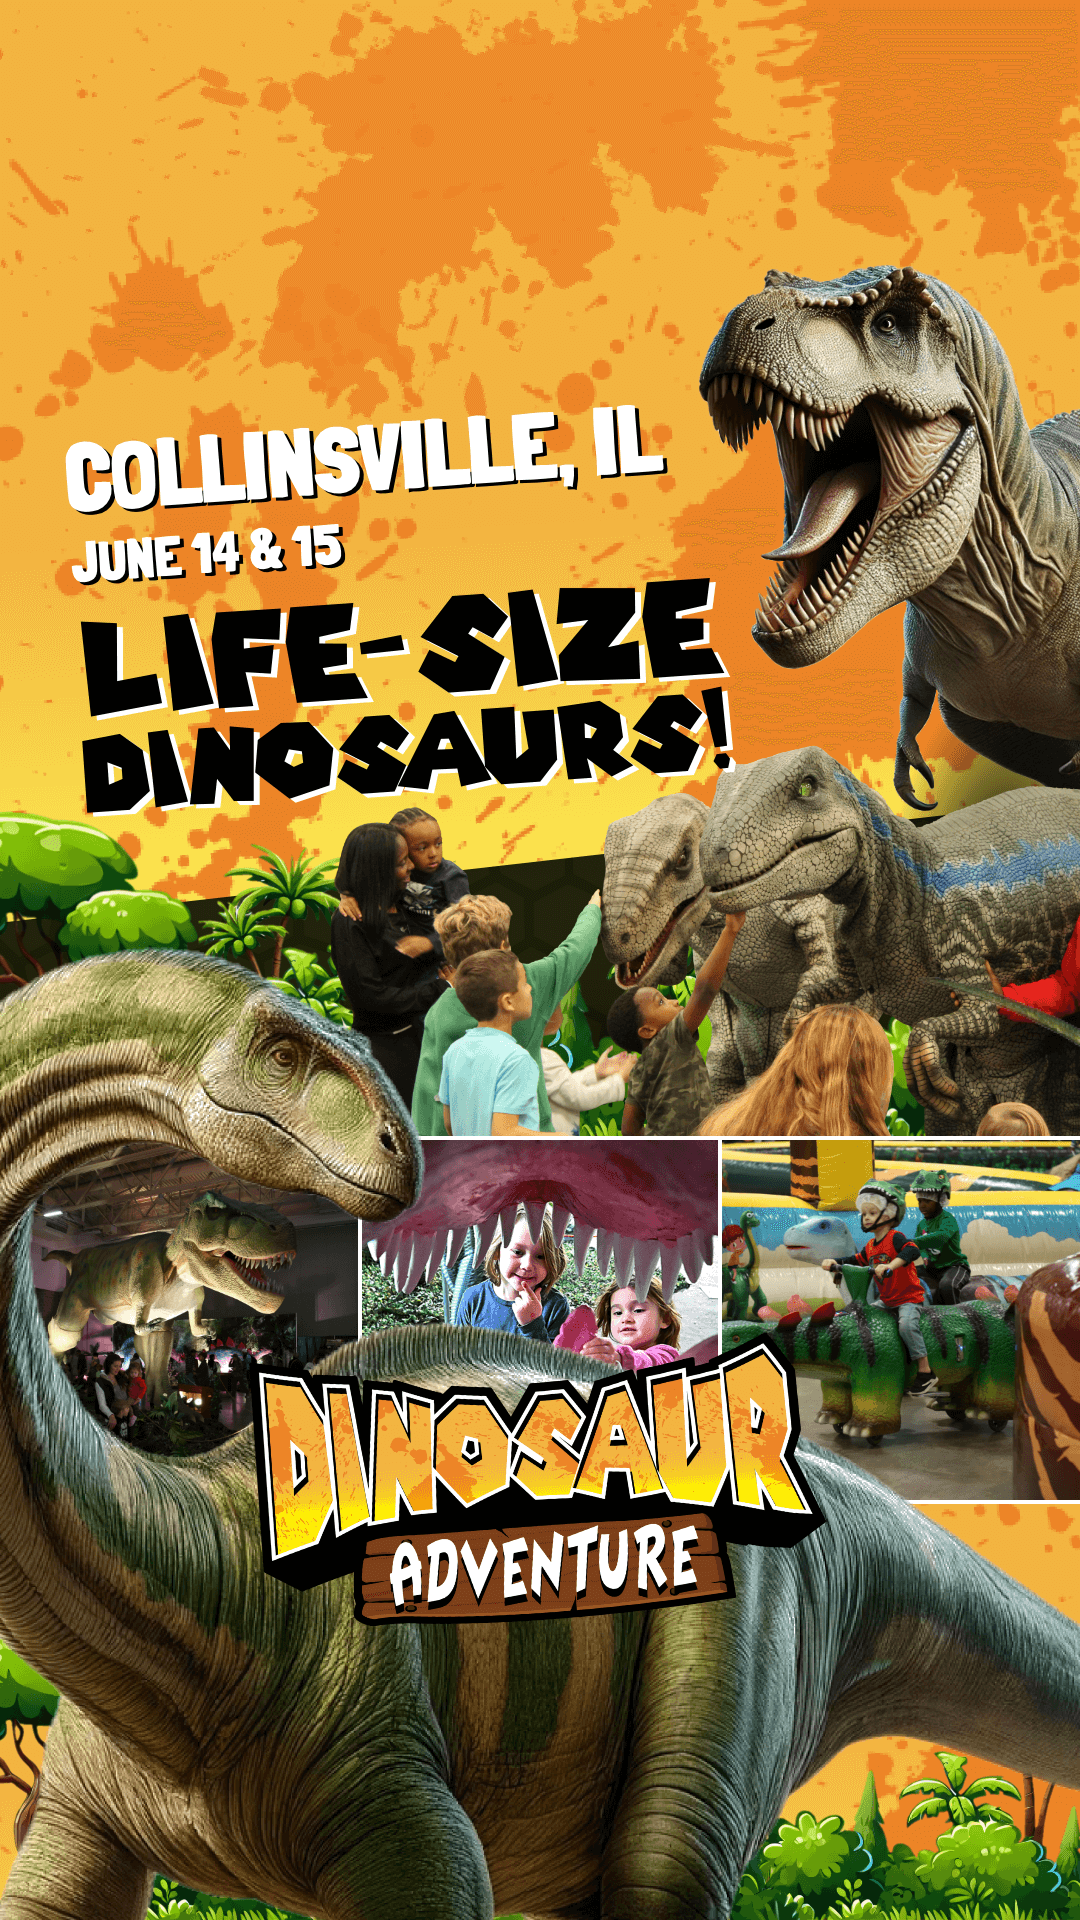 COLLINSVILLE, IL
JUNE 14 & 15
LIFE-SIZE
DINOSAURS!
DINOSAUR
ADVENTURE